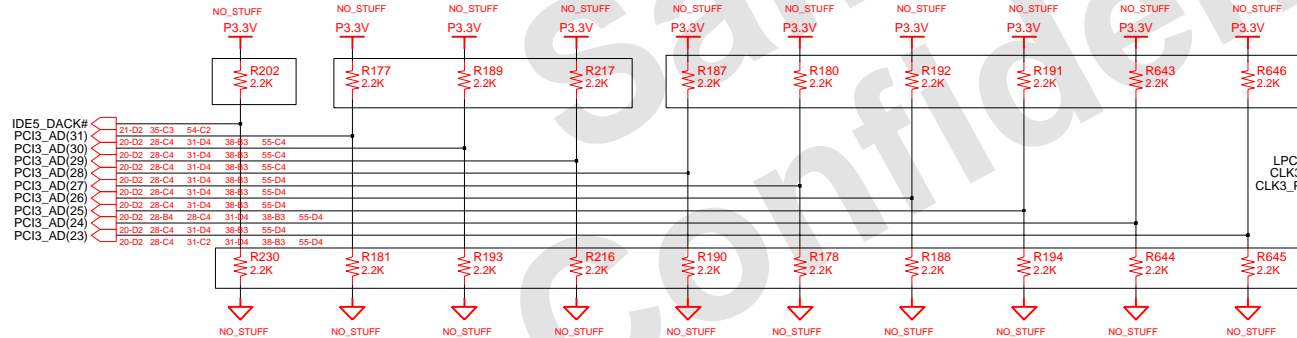 NO_STUFF NO_STUFF NO_STUFF NO_STUFF NO_STUFF NO_STUFF NO_STUFF NO_STUFF NO_STUFF NO_STUFF
P3.3V P3.3V P3.3V P3.3V P3.3V P3.3V P3.3V P3.3V P3.3V P3.3V
R202 R177 R189 R217 R187 R180 R192 R191 R643 R646
2.2K 2.2K 2.2K 2.2K 2.2K 2.2K 2.2K 2.2K 2.2K 2.2K
IDE5_DACK#
21-D2 35-C3 54-C2
PCI3_AD(31)
20-D2 28-C4 31-D4 38-B3 55-C4
PCI3_AD(30)
20-D2 28-C4 31-D4 38-B3 55-C4
PCI3_AD(29)
20-D2 28-C4 31-D4 38-B3 55-C4
PCI3_AD(28)
20-D2 28-C4 31-D4 38-B3 55-D4
PCI3_AD(27)
20-D2 28-C4 31-D4 38-B3 55-D4
PCI3_AD(26)
20-D2 28-C4 31-D4 38-B3 55-D4
PCI3_AD(25)
20-D2 28-B4 28-C4 31-D4 38-B3 55-D4
PCI3_AD(24)
20-D2 28-C4 31-D4 38-B3 55-D4
PCI3_AD(23)
20-D2 28-C4 31-C2 31-D4 38-B3 55-D4
LPC
CLK3
CLK3_P
R230 R181 R193 R216 R190 R178 R188 R194 R644 R645
2.2K 2.2K 2.2K 2.2K 2.2K 2.2K 2.2K 2.2K 2.2K 2.2K
NO_STUFF NO_STUFF NO_STUFF NO_STUFF NO_STUFF NO_STUFF NO_STUFF NO_STUFF NO_STUFF NO_STUFF
Sa
Confiden